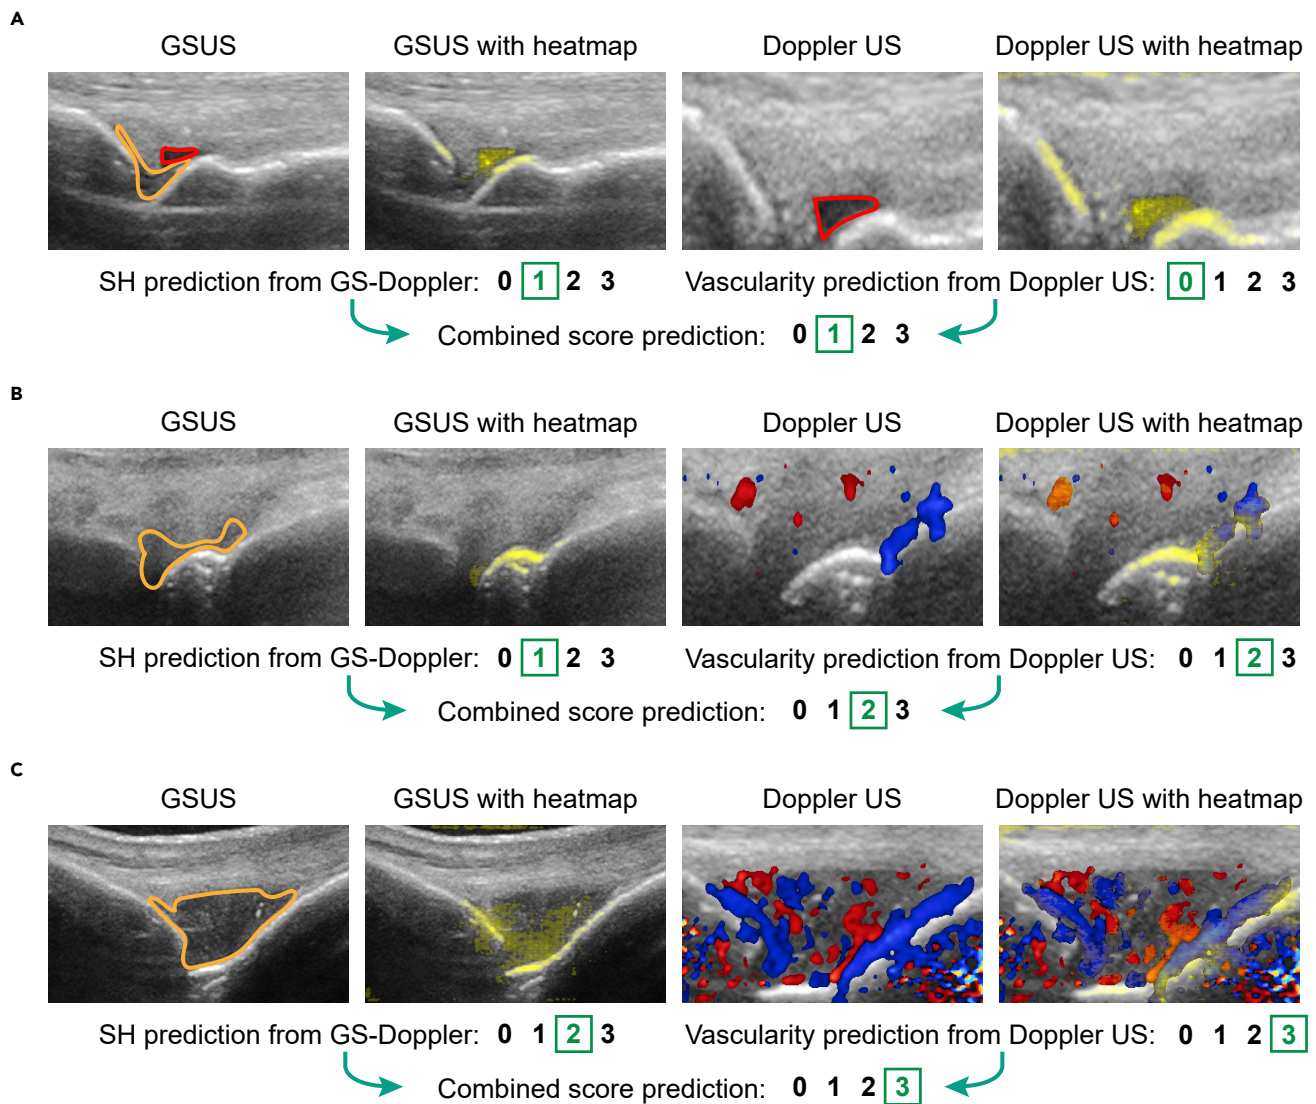 A
GSUS GSUS with heatmap Doppler US Doppler US with heatmap
SH prediction from GS-Doppler: 0 1 2 3 Vascularity prediction from Doppler US: 0 1 2 3
Combined score prediction: 0 1 2 3
B
GSUS GSUS with heatmap Doppler US Doppler US with heatmap
SH prediction from GS-Doppler: 0 1 2 3 Vascularity prediction from Doppler US: 0 1 2 3
Combined score prediction: 0 1 2 3
C
GSUS GSUS with heatmap Doppler US Doppler US with heatmap
SH prediction from GS-Doppler: 0 1 2 3 Vascularity prediction from Doppler US: 0 1 2 3
Combined score prediction: 0 1 2 3